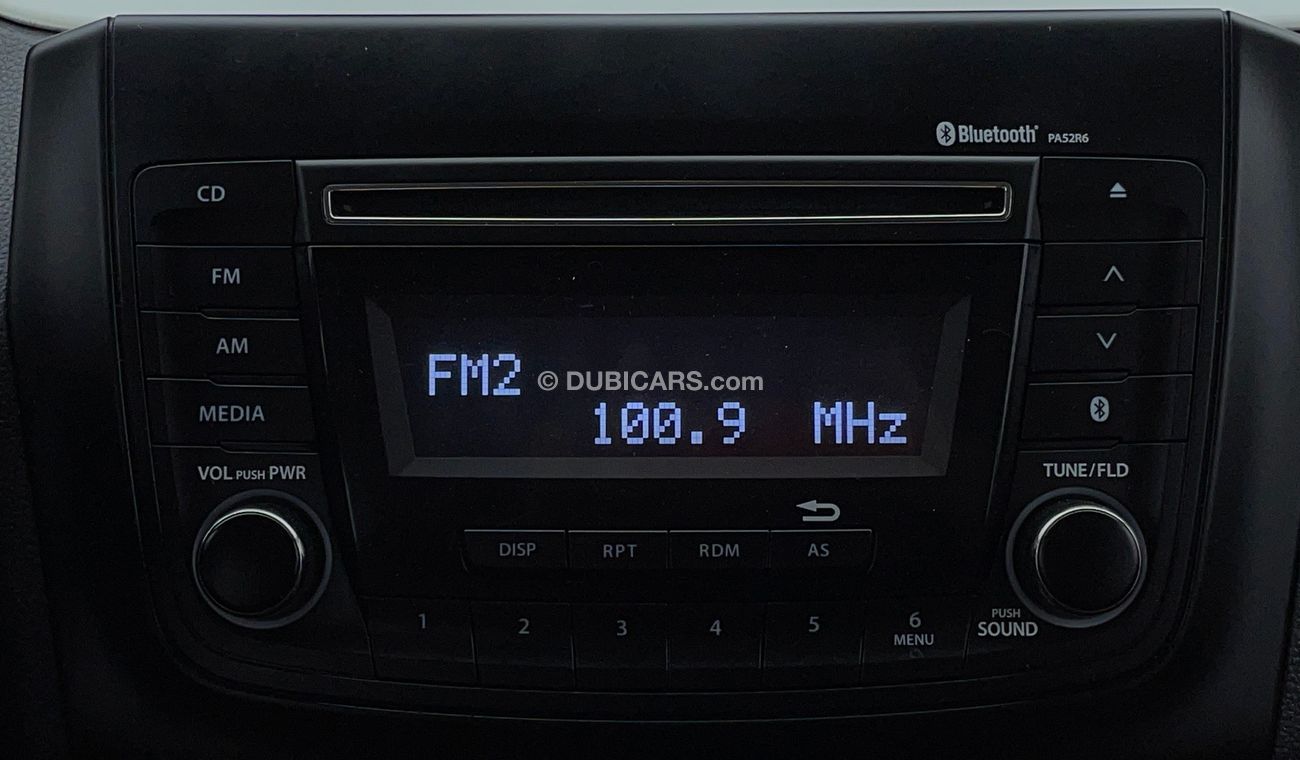 Bluetooth PA52R6
CD
FM
AM
MEDIA
VOL PUSH PWR
FM2
© DUBICARS.com
100.9 MHz
TUNE/FLD
DISP RPT RDM AS
1 2 3 4 5 6
MENU
PUSH
SOUND